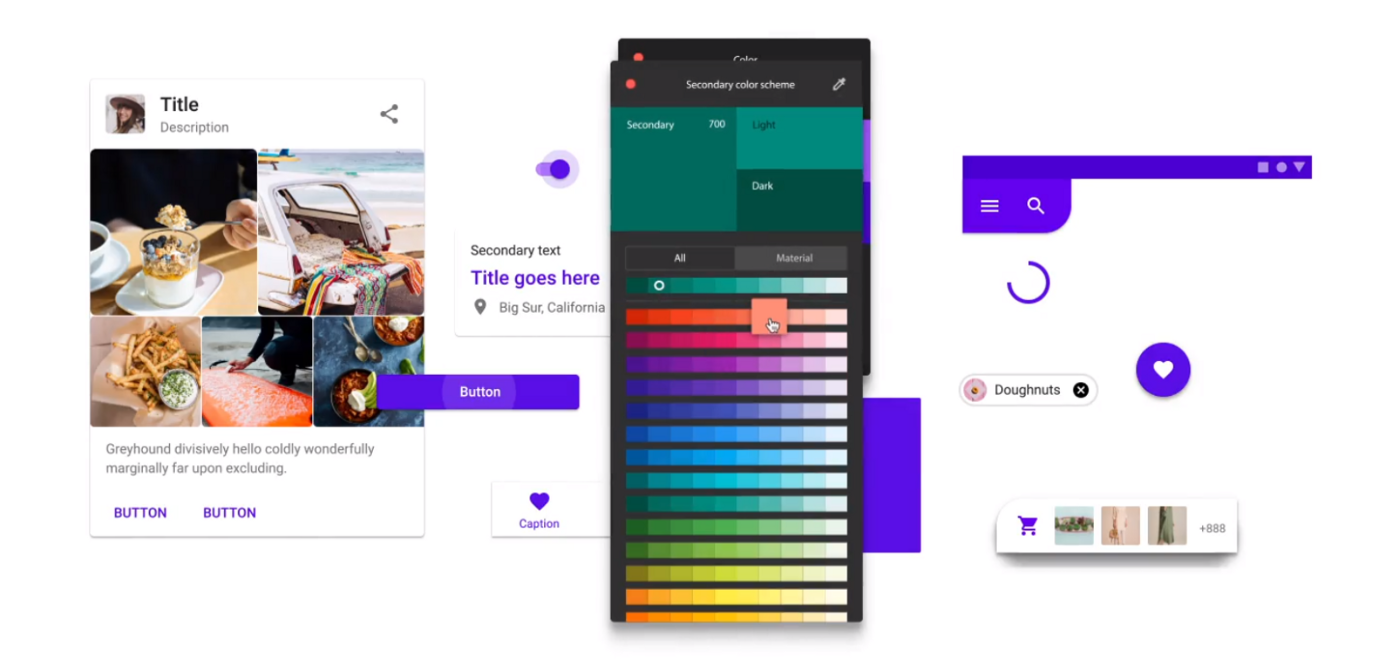 Title
Description
Greyhound divisively hello coldly wonderfully
marginally far upon excluding.
BUTTON BUTTON
Secondary text
Title goes here
Big Sur, California
Button
Caption
Color
Secondary color scheme
Secondary 700 Light
Dark
All Material
Doughnuts
+888